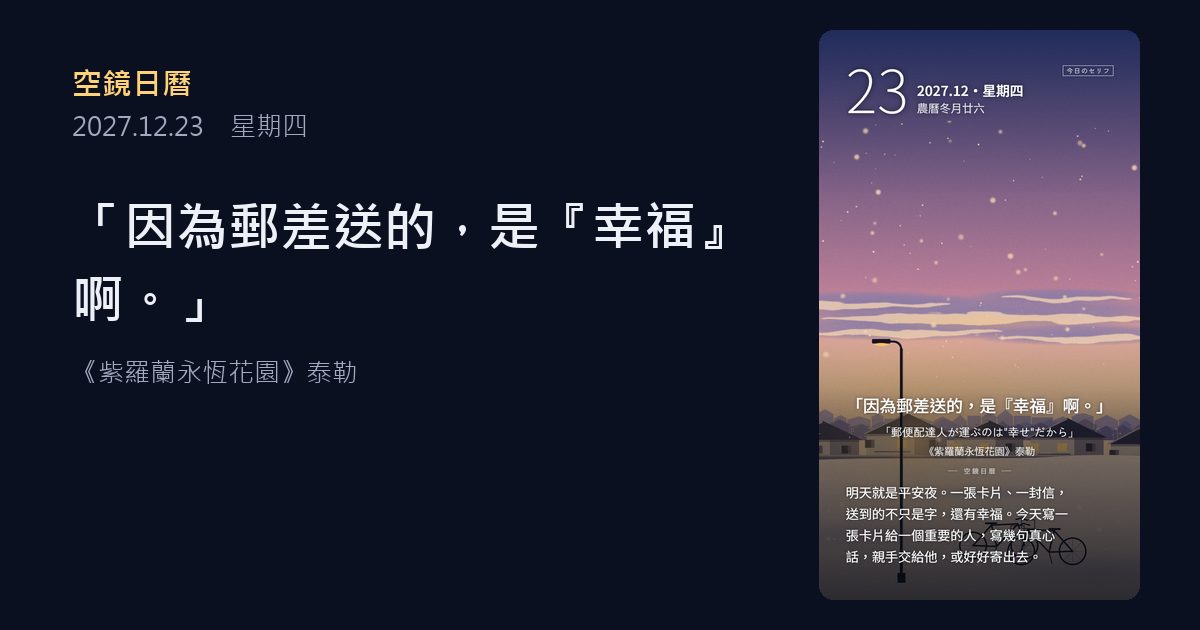 空鏡日曆
2027.12.23 星期四
「因為郵差送的，是『幸福』
啊。」
《紫羅蘭永恆花園》泰勒
23
2027.12・星期四
農曆冬月廿六
今日のセリフ
「因為郵差送的，是『幸福』啊。」
「郵便配達人が運ぶのは"幸せ"だから」
《紫羅蘭永恆花園》泰勒
— 空鏡日曆 —
明天就是平安夜。一張卡片、一封信，
送到的不只是字，還有幸福。今天寫一
張卡片給一個重要的人，寫幾句真心
話，親手交給他，或好好寄出去。